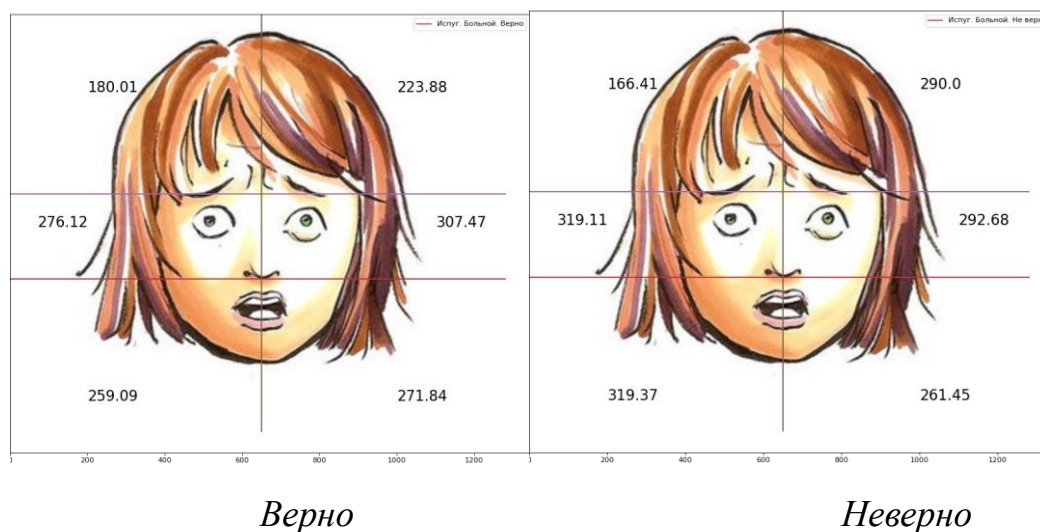 Испуг. Больной. Верно
Испуг. Больной. Не верн
180.01 223.88
166.41 290.0
276.12 307.47
319.11 292.68
259.09 271.84
319.37 261.45
200 400 600 800 1000 1200
0 200 400 600 800 1000 1200
Верно
Неверно